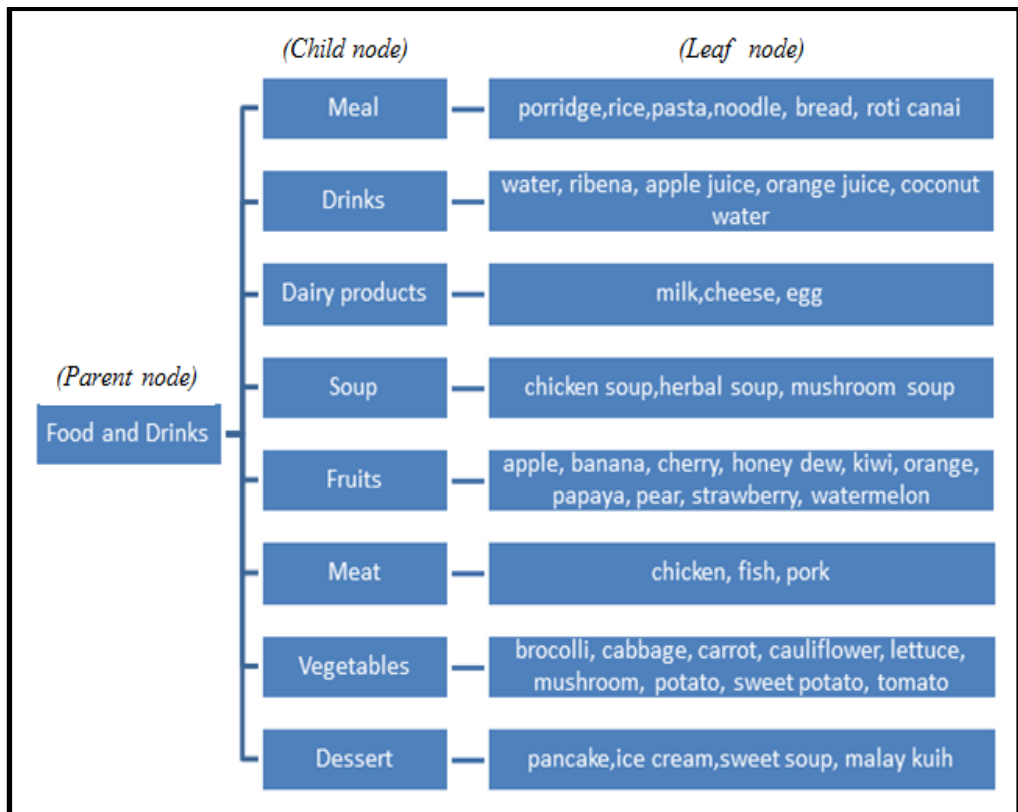 (Child node)
(Leaf node)
Meal
porridge,rice,pasta,noodle, bread, roti canai
Drinks
water, ribena, apple juice, orange juice, coconut
water
Dairy products
milk,cheese, egg
(Parent node)
Food and Drinks
Soup
chicken soup,herbal soup, mushroom soup
Fruits
apple, banana, cherry, honey dew, kiwi, orange,
papaya, pear, strawberry, watermelon
Meat
chicken, fish, pork
Vegetables
brocolli, cabbage, carrot, cauliflower, lettuce,
mushroom, potato, sweet potato, tomato
Dessert
pancake,ice cream,sweet soup, malay kuih